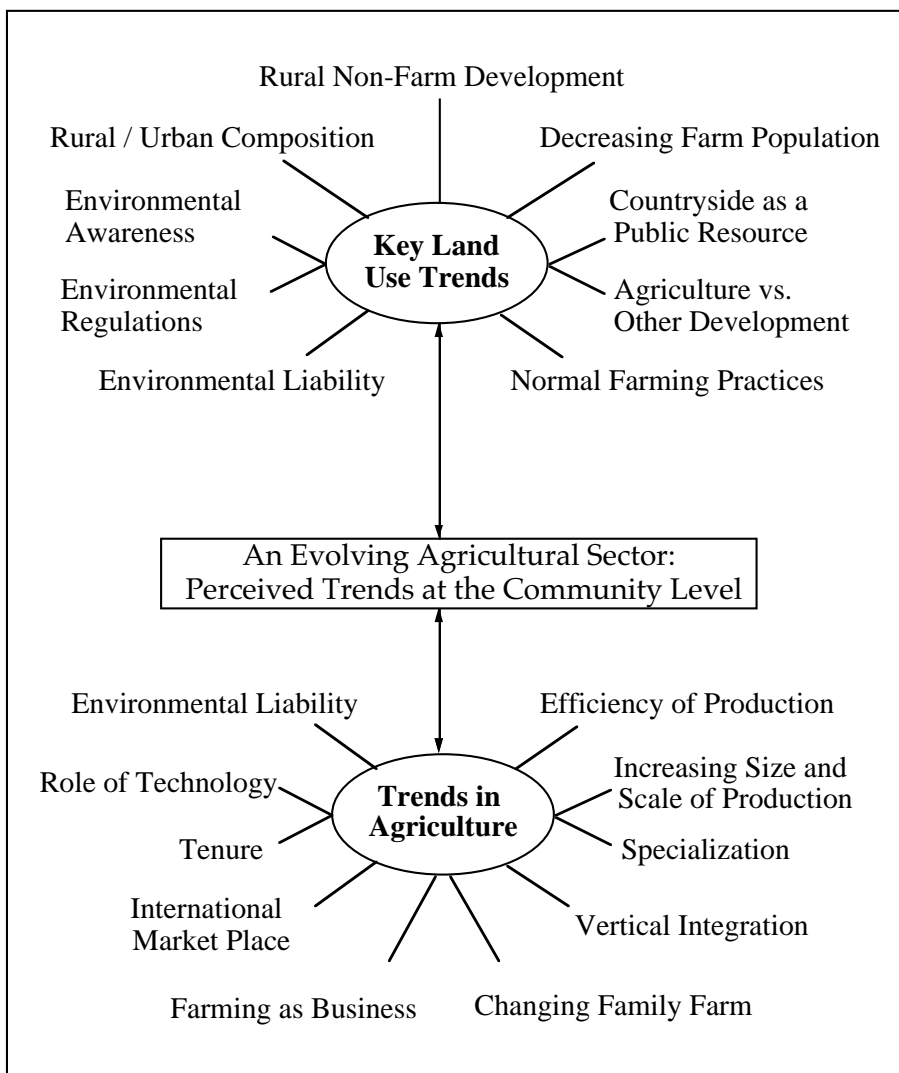 Rural Non-Farm Development
Rural / Urban Composition
Decreasing Farm Population
Environmental
Awareness
Countryside as a
Public Resource
Key Land
Use Trends
Environmental
Regulations
Agriculture vs.
Other Development
Environmental Liability
Normal Farming Practices
An Evolving Agricultural Sector:
Perceived Trends at the Community Level
Environmental Liability
Efficiency of Production
Role of Technology
Increasing Size and
Scale of Production
Trends in
Agriculture
Tenure
Specialization
International
Market Place
Vertical Integration
Farming as Business
Changing Family Farm